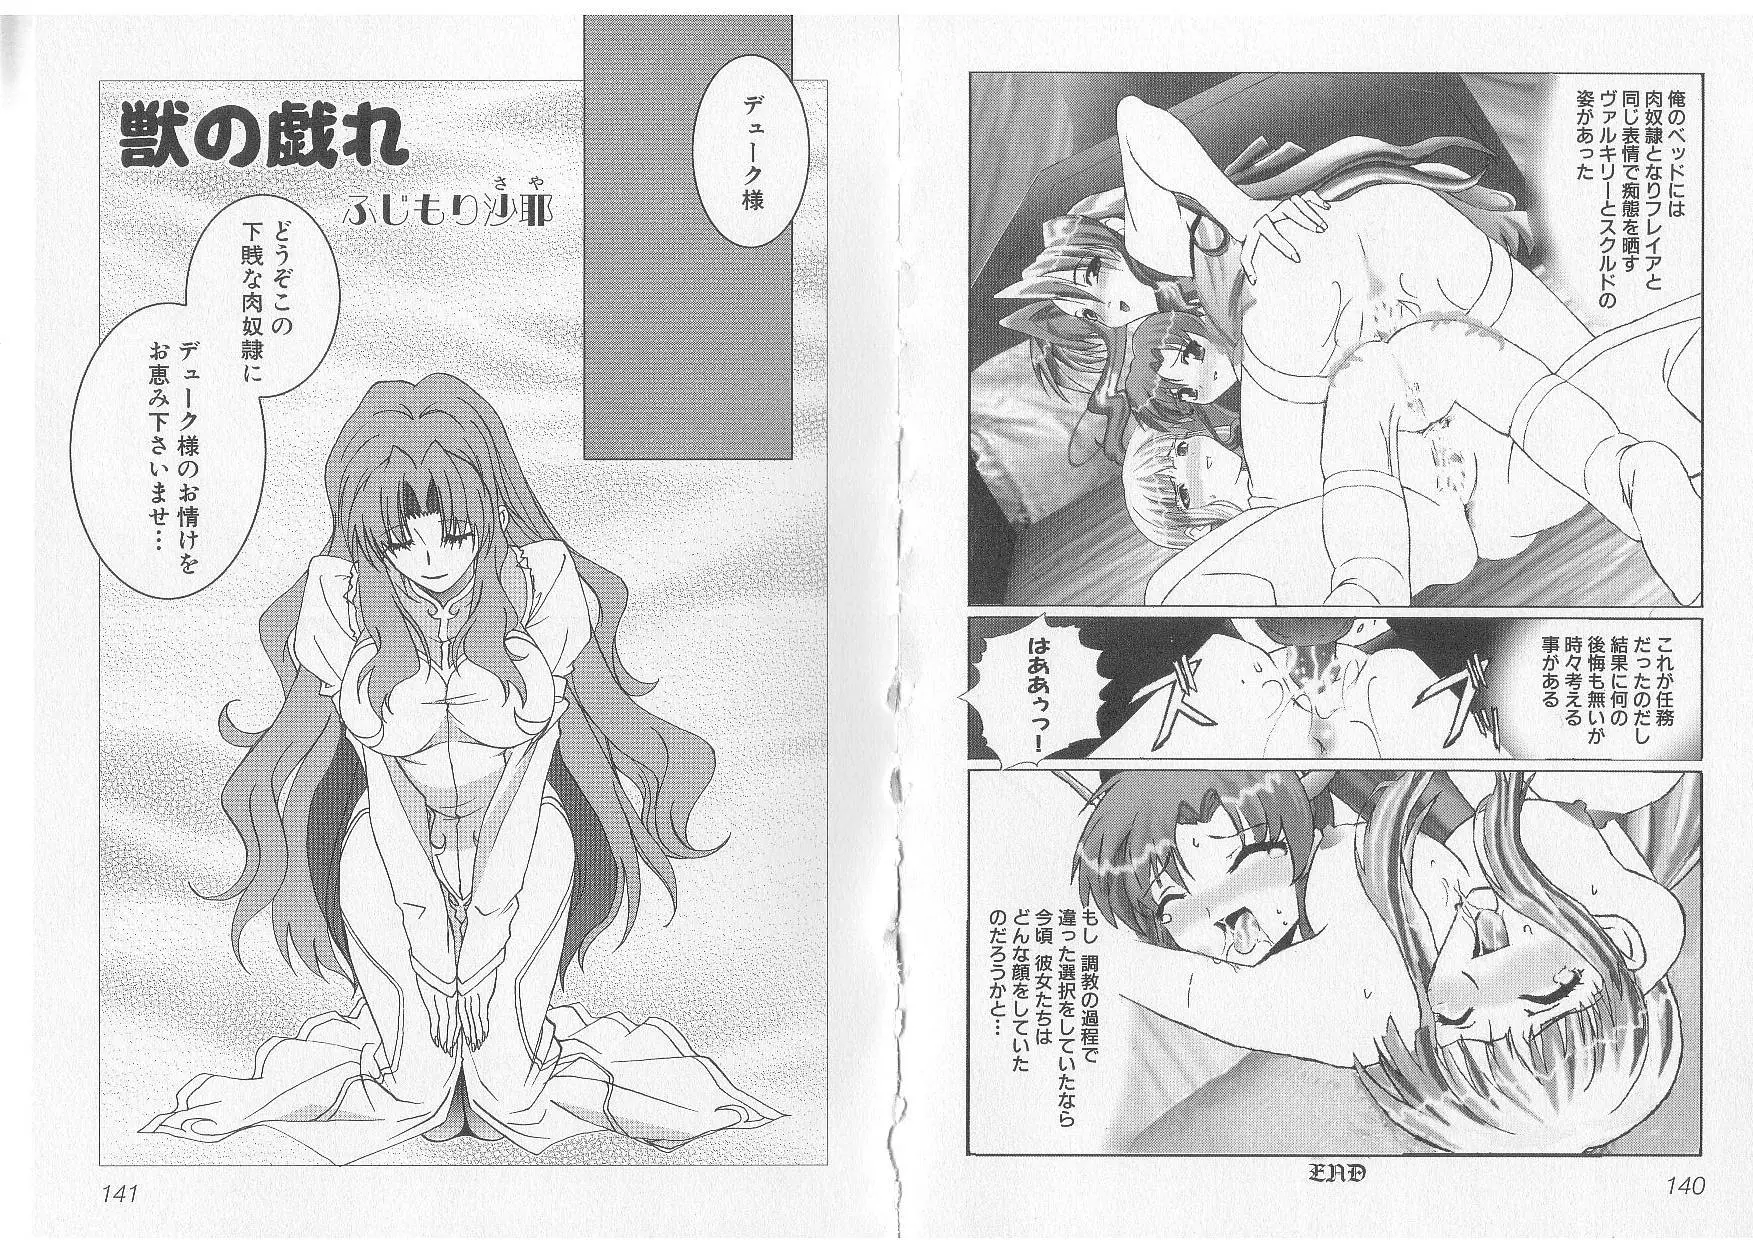 俺のベッドには
肉奴隷となりフレイアと
同じ表情で痴態を晒す
ヴァルキリーとスクルドの
姿があった
これが任務
だったのだし
結果に何の
後悔も無いが
時々考える
事がある
ズッ
ズッ
はああぅっ!
もし 調教の過程で
違った選択をしていたなら
今頃 彼女たちは
どんな顔をしていた
のだろうかと…
END
140
デューク様
獣の戯れ
ふじもり沙耶
さや
どうぞこの
下賎な肉奴隷に
デューク様のお情けを
お恵み下さいませ…
141